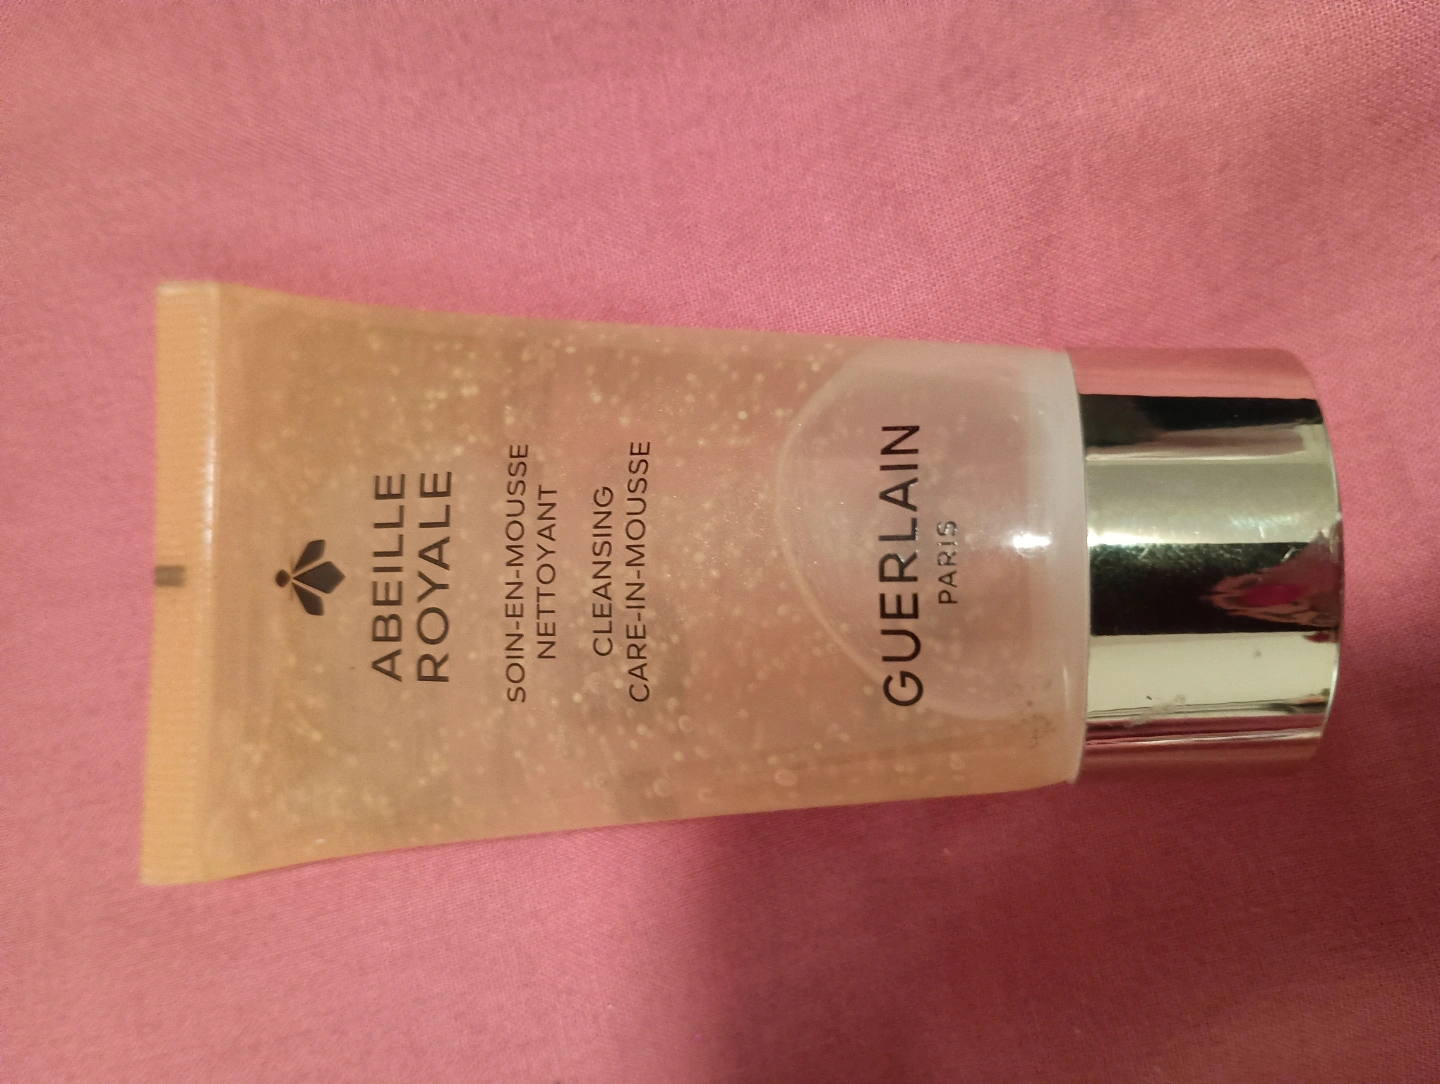 ABEILLE
ROYALE
SOIN-EN-MOUSSE
NETTOYANT
CLEANSING
CARE-IN-MOUSSE
GUERLAIN
PARIS